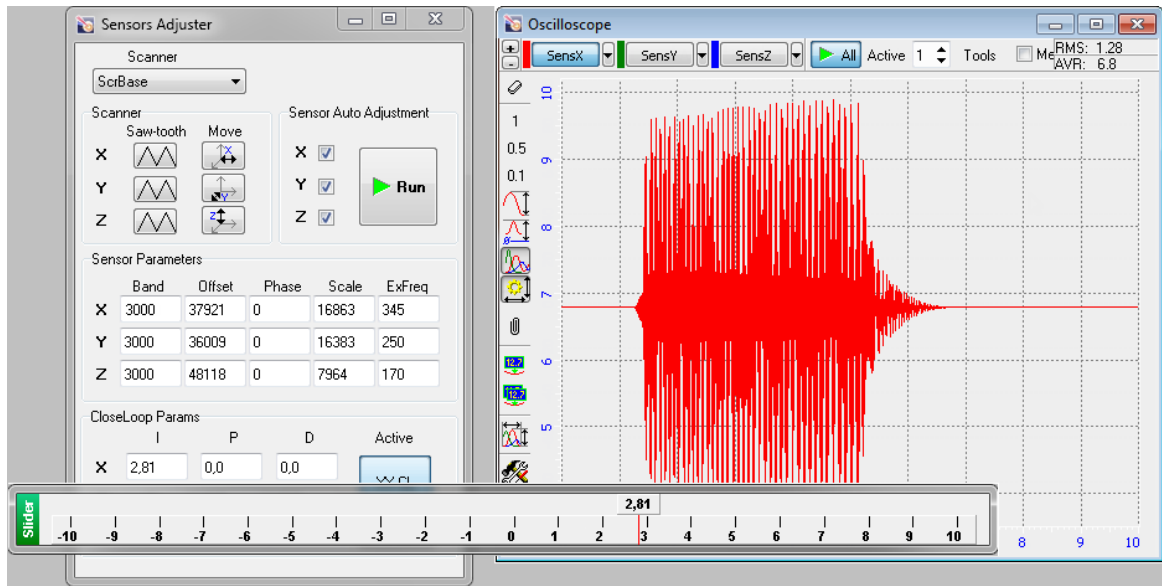 Sensors Adjuster
Scanner
ScrBase
Scanner
Saw-tooth Move
X
X
Y
Y
Z
Z
Sensor Auto Adjustment
X
Y
Z
Run
Sensor Parameters
Band Offset Phase Scale ExFreq
X 3000 37921 0 16863 345
Y 3000 36009 0 16383 250
Z 3000 48118 0 7964 170
CloseLoop Params
I P D Active
X 2,81 0,0 0,0
Oscilloscope
+
-
SensX SensY SensZ All Active 1 Tools Me
RMS: 1.28
AVR: 6.8
1
0.5
0.1
ø
12.7
12.7
10
9
8
7
6
5
8 9 10
Slider
2,81
-10 -9 -8 -7 -6 -5 -4 -3 -2 -1 0 1 2 3 4 5 6 7 8 9 10